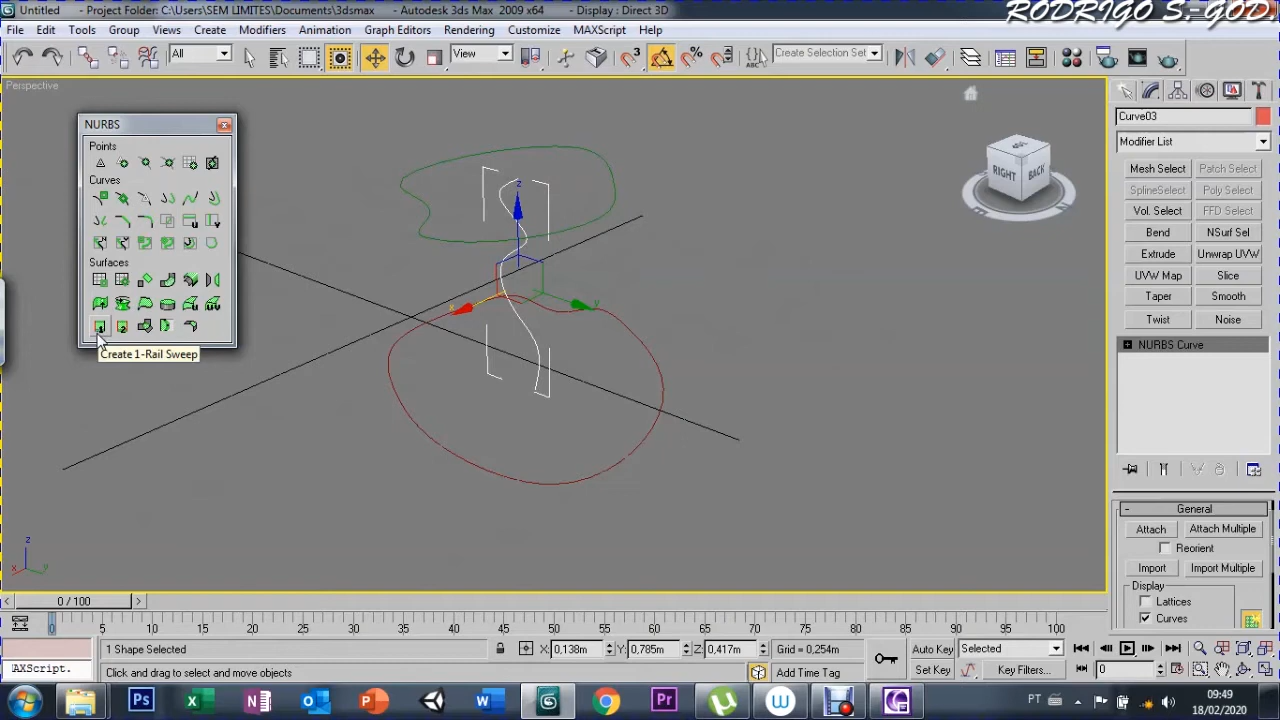 Untitled - Project Folder: C:\Users\SEM LIMITES\Documents\3dsmax - Autodesk 3ds Max 2009 x64 - Display : Direct 3D
RODRIGO S.-GOD.
File Edit Tools Group Views Create Modifiers Animation Graph Editors Rendering Customize MAXScript Help
All View 3 % ABC Create Selection Set
Perspective
NURBS
Points
Curves
Surfaces
Create 1-Rail Sweep
z
x
y
RIGHT BACK
Curve03
Modifier List
Mesh Select Patch Select
SplineSelect Poly Select
Vol. Select FFD Select
Bend NSurf Sel
Extrude Unwrap UVW
UVW Map Slice
Taper Smooth
Twist Noise
NURBS Curve
General
Attach Attach Multiple
Reorient
Import Import Multiple
Display
Lattices
Curves
z
x y
0 / 100
0 5 10 15 20 25 30 35 40 45 50 55 60 65 70 75 80 85 90 95 100
1 Shape Selected X: 0,138m Y: 0,785m Z: 0,417m Grid = 0,254m Auto Key Selected
AXScript. Click and drag to select and move objects Add Time Tag Set Key Key Filters... 0
Ps X N P O W Pr W PT 09:49
18/02/2020